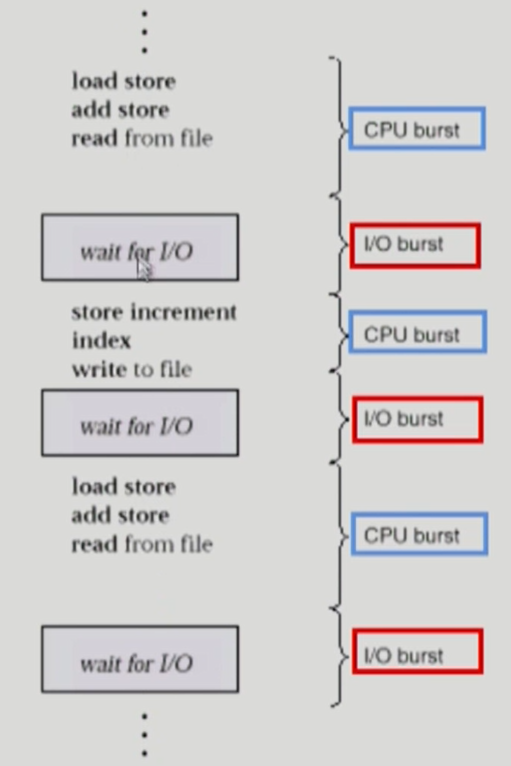 load store
add store
read from file
CPU burst
wait for I/O
I/O burst
store increment
index
write to file
CPU burst
wait for I/O
I/O burst
load store
add store
read from file
CPU burst
wait for I/O
I/O burst